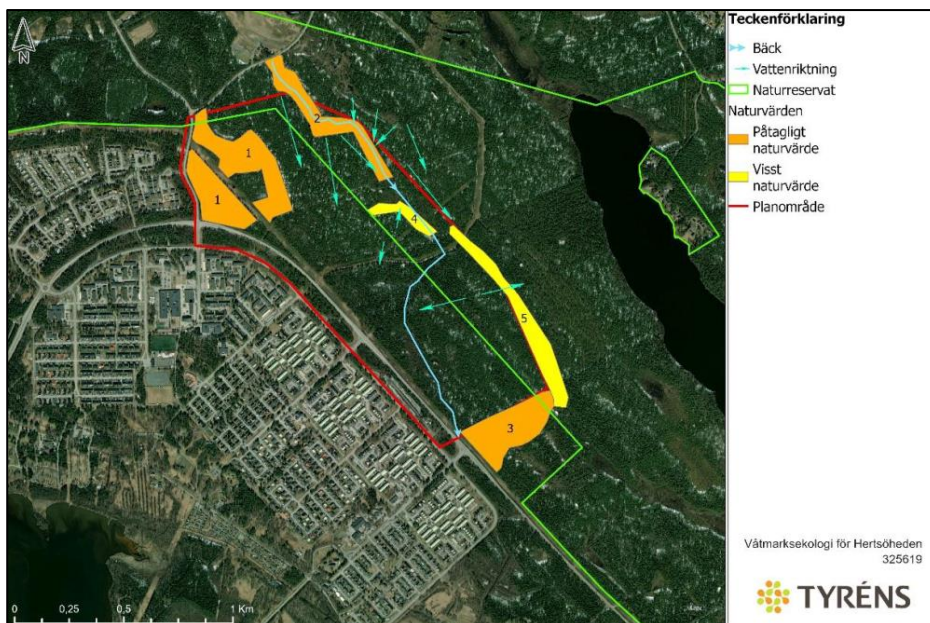 N
1
1
2
4
5
3
0
0,25
0,5
1 Km
Teckenförklaring
Bäck
Vattenriktning
Naturreservat
Naturvärden
Påtagligt
naturvärde
Visst
naturvärde
Planområde
Våtmarksekologi för Hertsöheden
325619
TYRÉNS